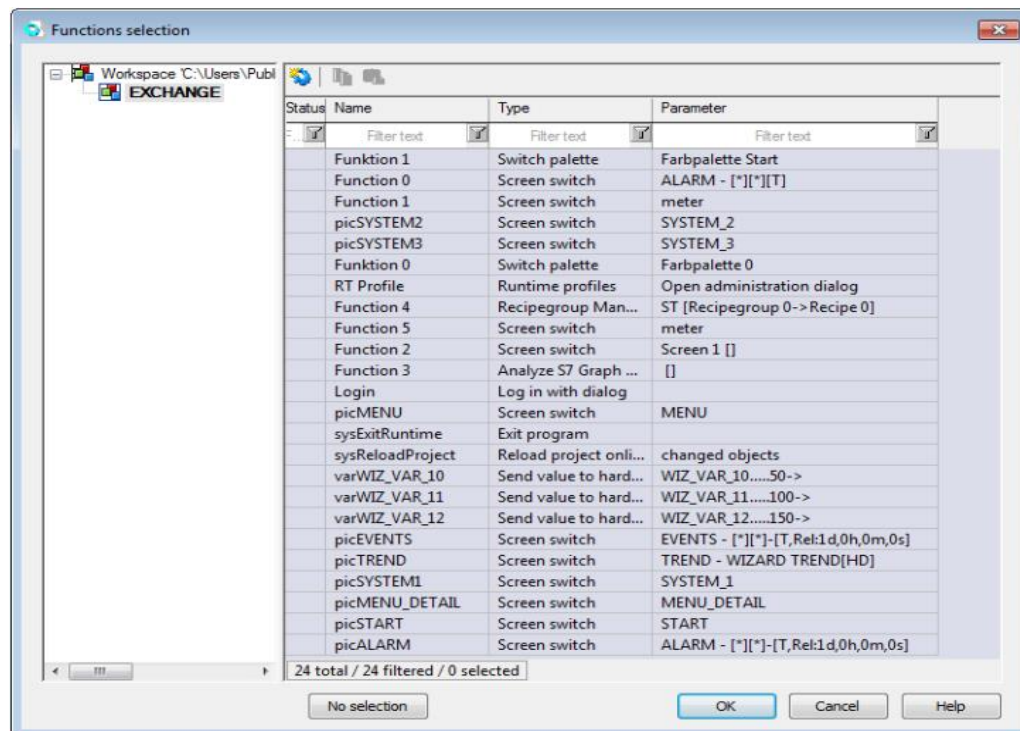 Functions selection
Workspace 'C:\Users\Publ
EXCHANGE
Status Name Type Parameter
F... Filter text Filter text Filter text
Funktion 1 Switch palette Farbpalette Start
Function 0 Screen switch ALARM - [*][*][T]
Function 1 Screen switch meter
picSYSTEM2 Screen switch SYSTEM_2
picSYSTEM3 Screen switch SYSTEM_3
Funktion 0 Switch palette Farbpalette 0
RT Profile Runtime profiles Open administration dialog
Function 4 Recipegroup Man... ST [Recipegroup 0->Recipe 0]
Function 5 Screen switch meter
Function 2 Screen switch Screen 1 []
Function 3 Analyze S7 Graph ... []
Login Log in with dialog
picMENU Screen switch MENU
sysExitRuntime Exit program
sysReloadProject Reload project onli... changed objects
varWIZ_VAR_10 Send value to hard... WIZ_VAR_10.....50->
varWIZ_VAR_11 Send value to hard... WIZ_VAR_11.....100->
varWIZ_VAR_12 Send value to hard... WIZ_VAR_12.....150->
picEVENTS Screen switch EVENTS - [*][*]-[T,Rel:1d,0h,0m,0s]
picTREND Screen switch TREND - WIZARD TREND[HD]
picSYSTEM1 Screen switch SYSTEM_1
picMENU_DETAIL Screen switch MENU_DETAIL
picSTART Screen switch START
picALARM Screen switch ALARM - [*][*]-[T,Rel:1d,0h,0m,0s]
24 total / 24 filtered / 0 selected
No selection OK Cancel Help